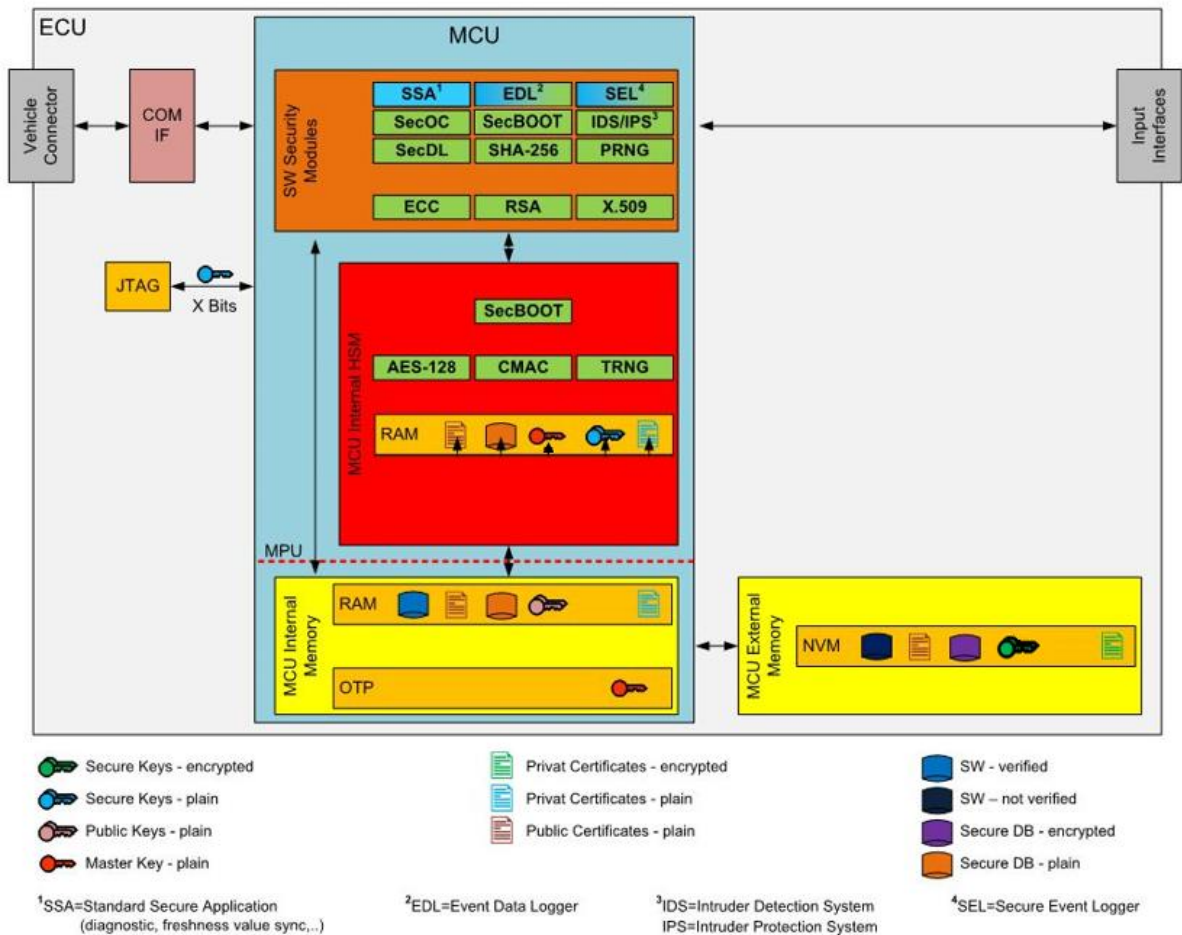 ECU
MCU
Vehicle
Connector
COM
IF
Input
Interfaces
SW Security
Modules
SSA¹
EDL²
SEL⁴
SecOC
SecBOOT
IDS/IPS³
SecDL
SHA-256
PRNG
ECC
RSA
X.509
JTAG
X Bits
MCU Internal HSM
SecBOOT
AES-128
CMAC
TRNG
RAM
MPU
MCU Internal
Memory
RAM
OTP
MCU External
Memory
NVM
Secure Keys - encrypted
Secure Keys - plain
Public Keys - plain
Master Key - plain
Privat Certificates - encrypted
Privat Certificates - plain
Public Certificates - plain
SW - verified
SW – not verified
Secure DB - encrypted
Secure DB - plain
¹SSA=Standard Secure Application
(diagnostic, freshness value sync,..)
²EDL=Event Data Logger
³IDS=Intruder Detection System
IPS=Intruder Protection System
⁴SEL=Secure Event Logger